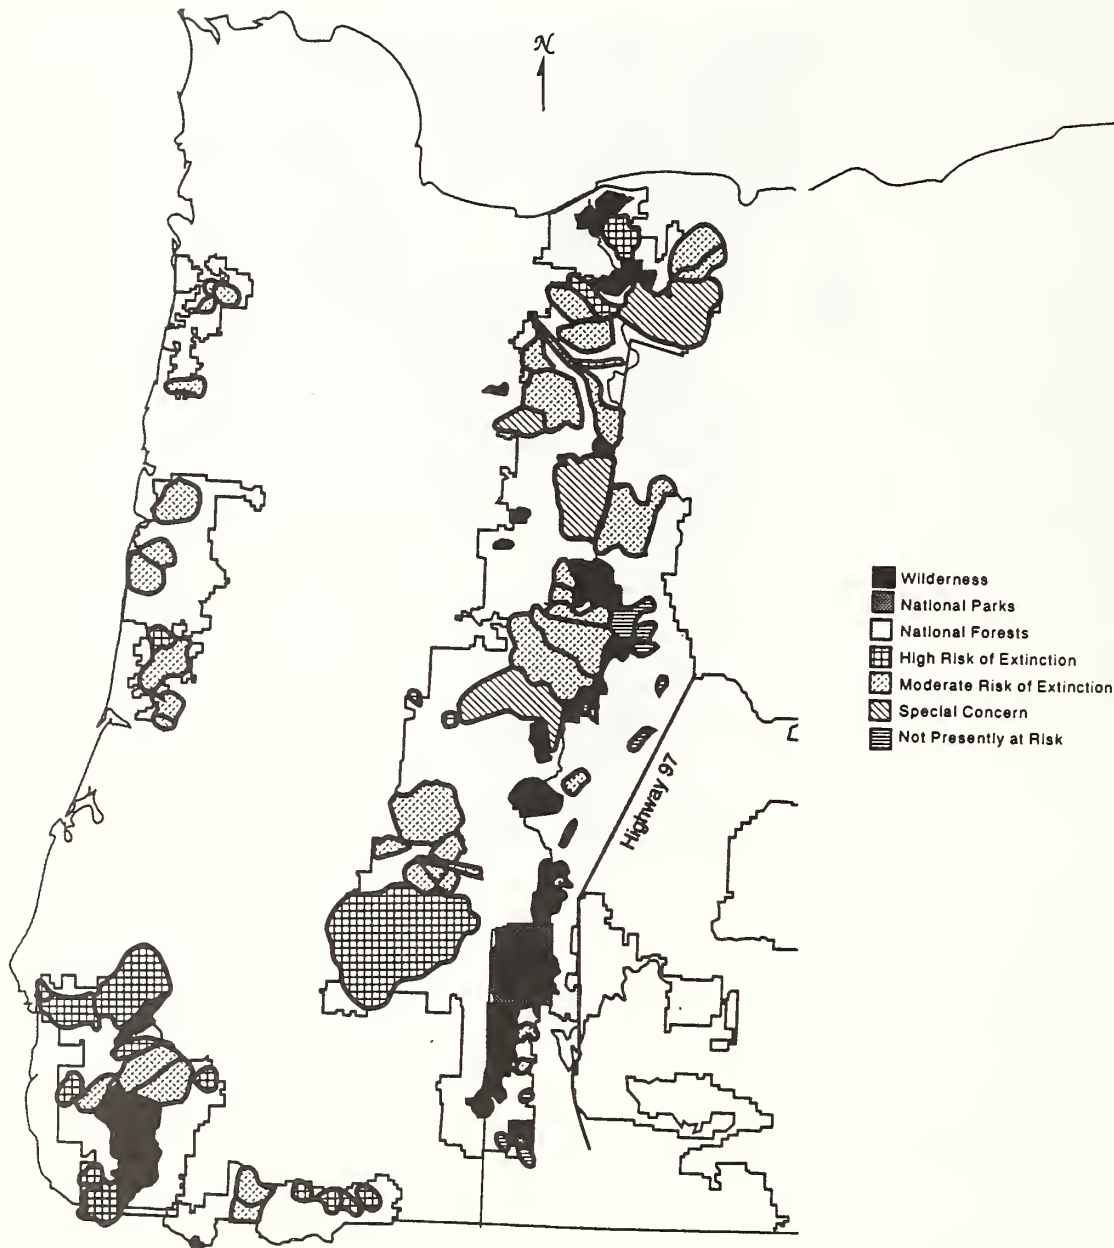 N
Wilderness
National Parks
National Forests
High Risk of Extinction
Moderate Risk of Extinction
Special Concern
Not Presently at Risk
Highway 97